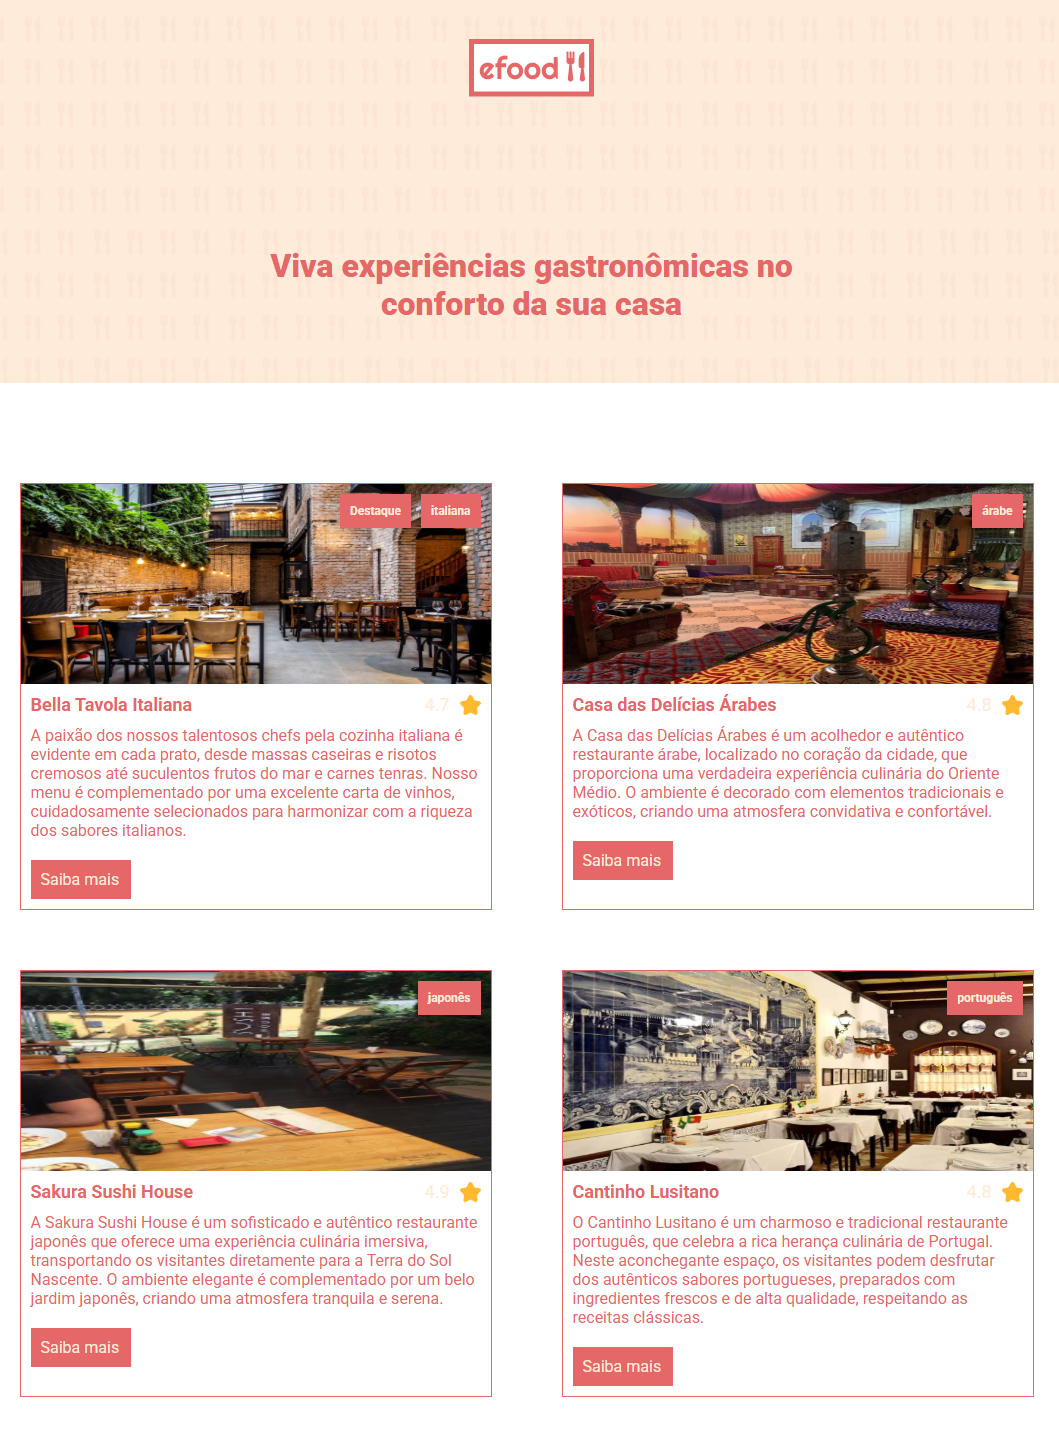 efood
Viva experiências gastronômicas no
conforto da sua casa
Destaque
italiana
Bella Tavola Italiana
4.7
A paixão dos nossos talentosos chefs pela cozinha italiana é
evidente em cada prato, desde massas caseiras e risotos
cremosos até suculentos frutos do mar e carnes tenras. Nosso
menu é complementado por uma excelente carta de vinhos,
cuidadosamente selecionados para harmonizar com a riqueza
dos sabores italianos.
Saiba mais
árabe
Casa das Delícias Árabes
4.8
A Casa das Delícias Árabes é um acolhedor e autêntico
restaurante árabe, localizado no coração da cidade, que
proporciona uma verdadeira experiência culinária do Oriente
Médio. O ambiente é decorado com elementos tradicionais e
exóticos, criando uma atmosfera convidativa e confortável.
Saiba mais
japonês
Sakura Sushi House
4.9
A Sakura Sushi House é um sofisticado e autêntico restaurante
japonês que oferece uma experiência culinária imersiva,
transportando os visitantes diretamente para a Terra do Sol
Nascente. O ambiente elegante é complementado por um belo
jardim japonês, criando uma atmosfera tranquila e serena.
Saiba mais
português
Cantinho Lusitano
4.8
O Cantinho Lusitano é um charmoso e tradicional restaurante
português, que celebra a rica herança culinária de Portugal.
Neste aconchegante espaço, os visitantes podem desfrutar
dos autênticos sabores portugueses, preparados com
ingredientes frescos e de alta qualidade, respeitando as
receitas clássicas.
Saiba mais